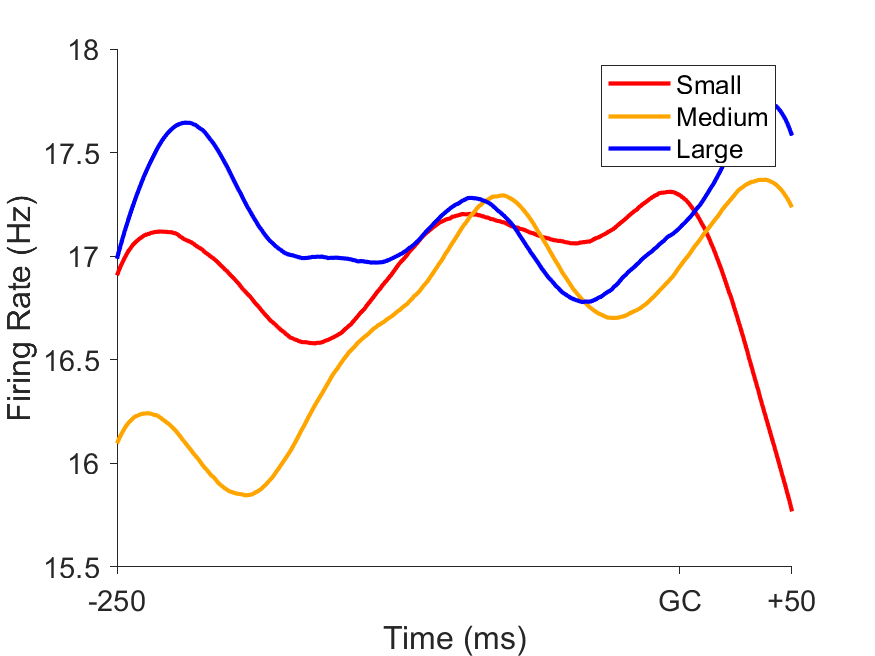 18
17.5
17
16.5
16
15.5
Firing Rate (Hz)
Small
Medium
Large
-250
GC
+50
Time (ms)